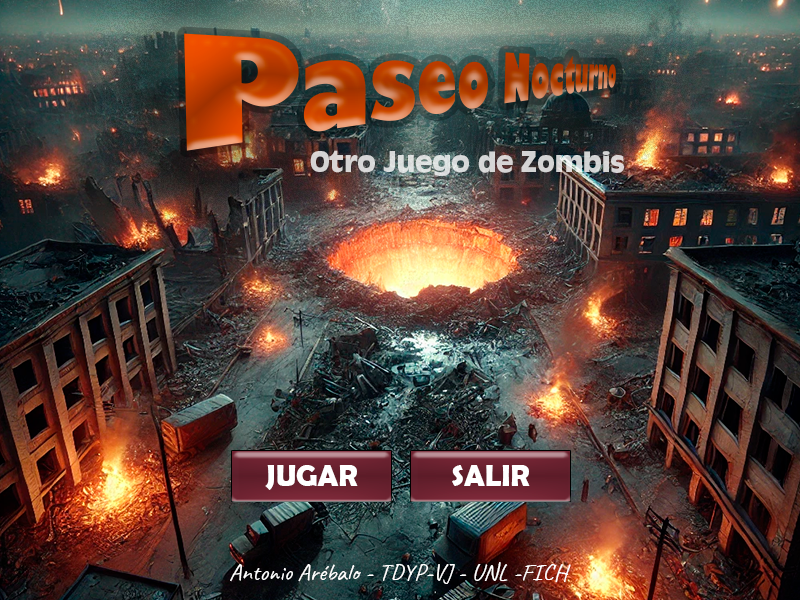 Paseo Nocturno
Otro Juego de Zombis
JUGAR SALIR
Antonio Arébalo - TDYP-VJ - UNL -FICH